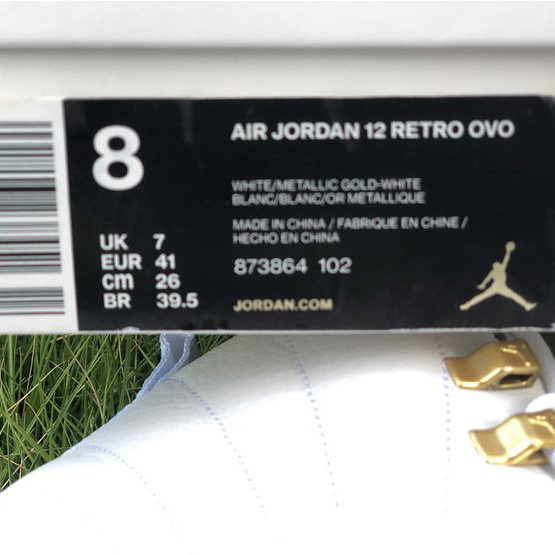 8
AIR JORDAN 12 RETRO OVO
WHITE/METALLIC GOLD-WHITE
BLANC/BLANC/OR METALLIQUE
MADE IN CHINA / FABRIQUE EN CHINE /
HECHO EN CHINA
UK 7
EUR 41
cm 26
BR 39.5
873864 102
JORDAN.COM